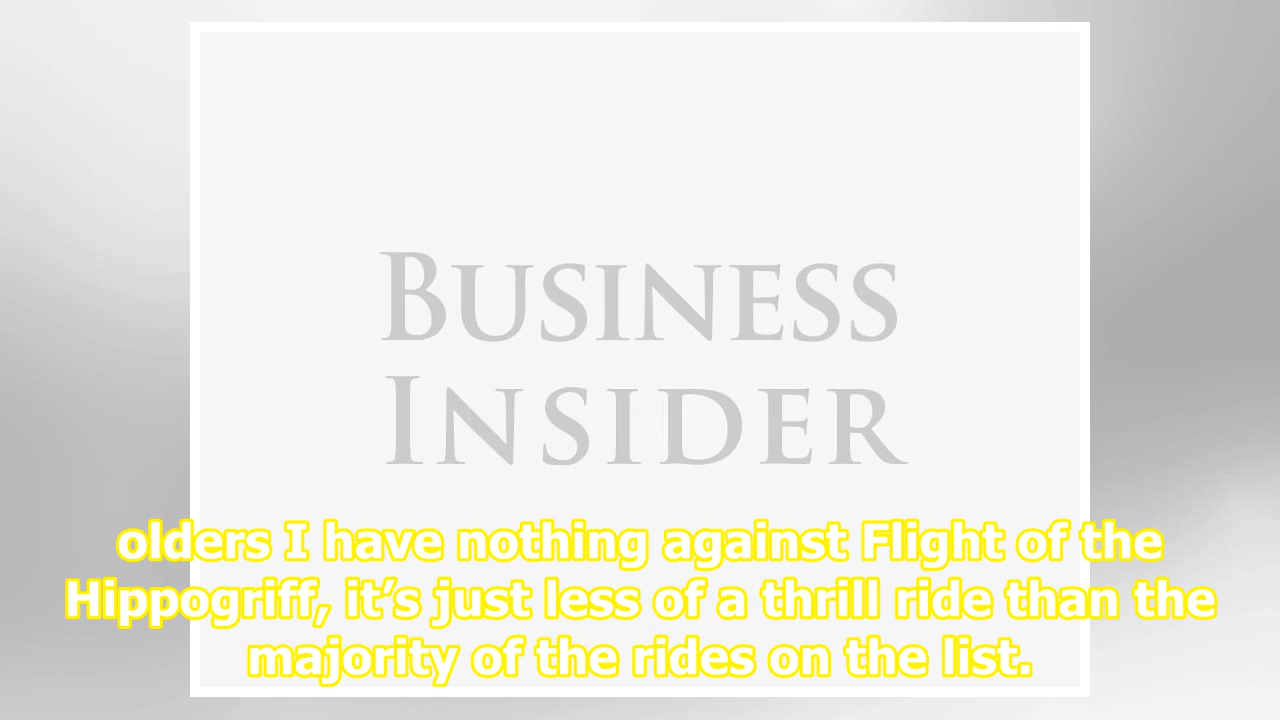 BUSINESS
INSIDER
olders I have nothing against Flight of the
Hippogriff, it’s just less of a thrill ride than the
majority of the rides on the list.